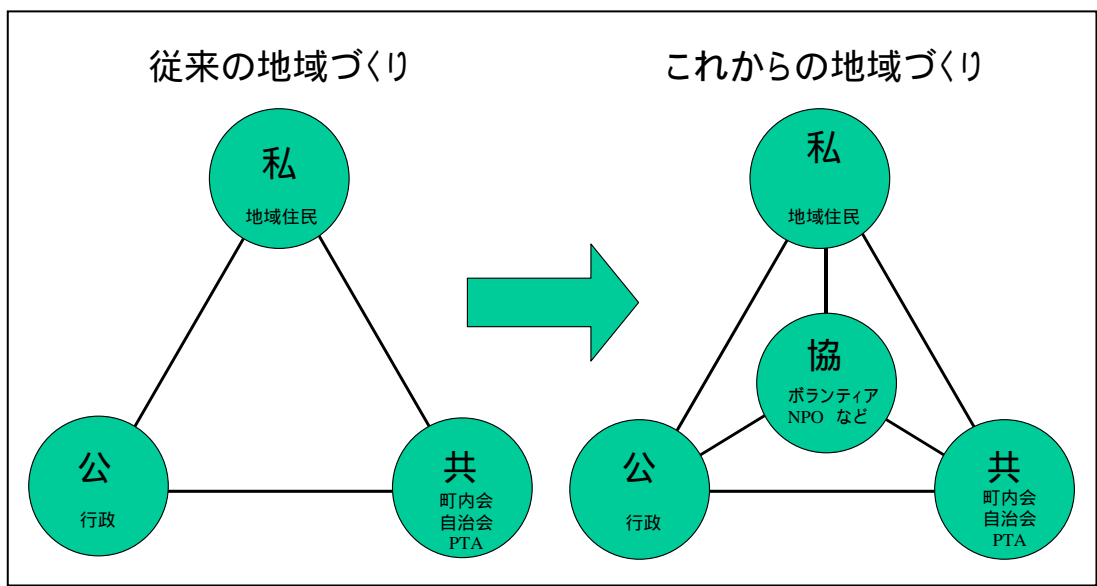 従来の地域づくり
私
地域住民
公
行政
共
町内会
自治会
PTA
これからの地域づくり
私
地域住民
協
ボランティア
NPO など
公
行政
共
町内会
自治会
PTA